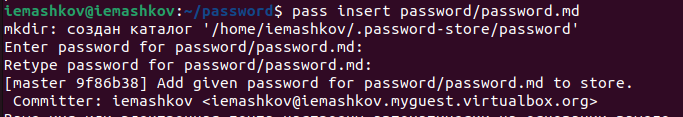 iemashkov@iemashkov:~/password$ pass insert password/password.md
mkdir: создан каталог '/home/iemashkov/.password-store/password'
Enter password for password/password.md:
Retype password for password/password.md:
[master 9f86b38] Add given password for password/password.md to store.
 Committer: iemashkov <iemashkov@iemashkov.myguest.virtualbox.org>